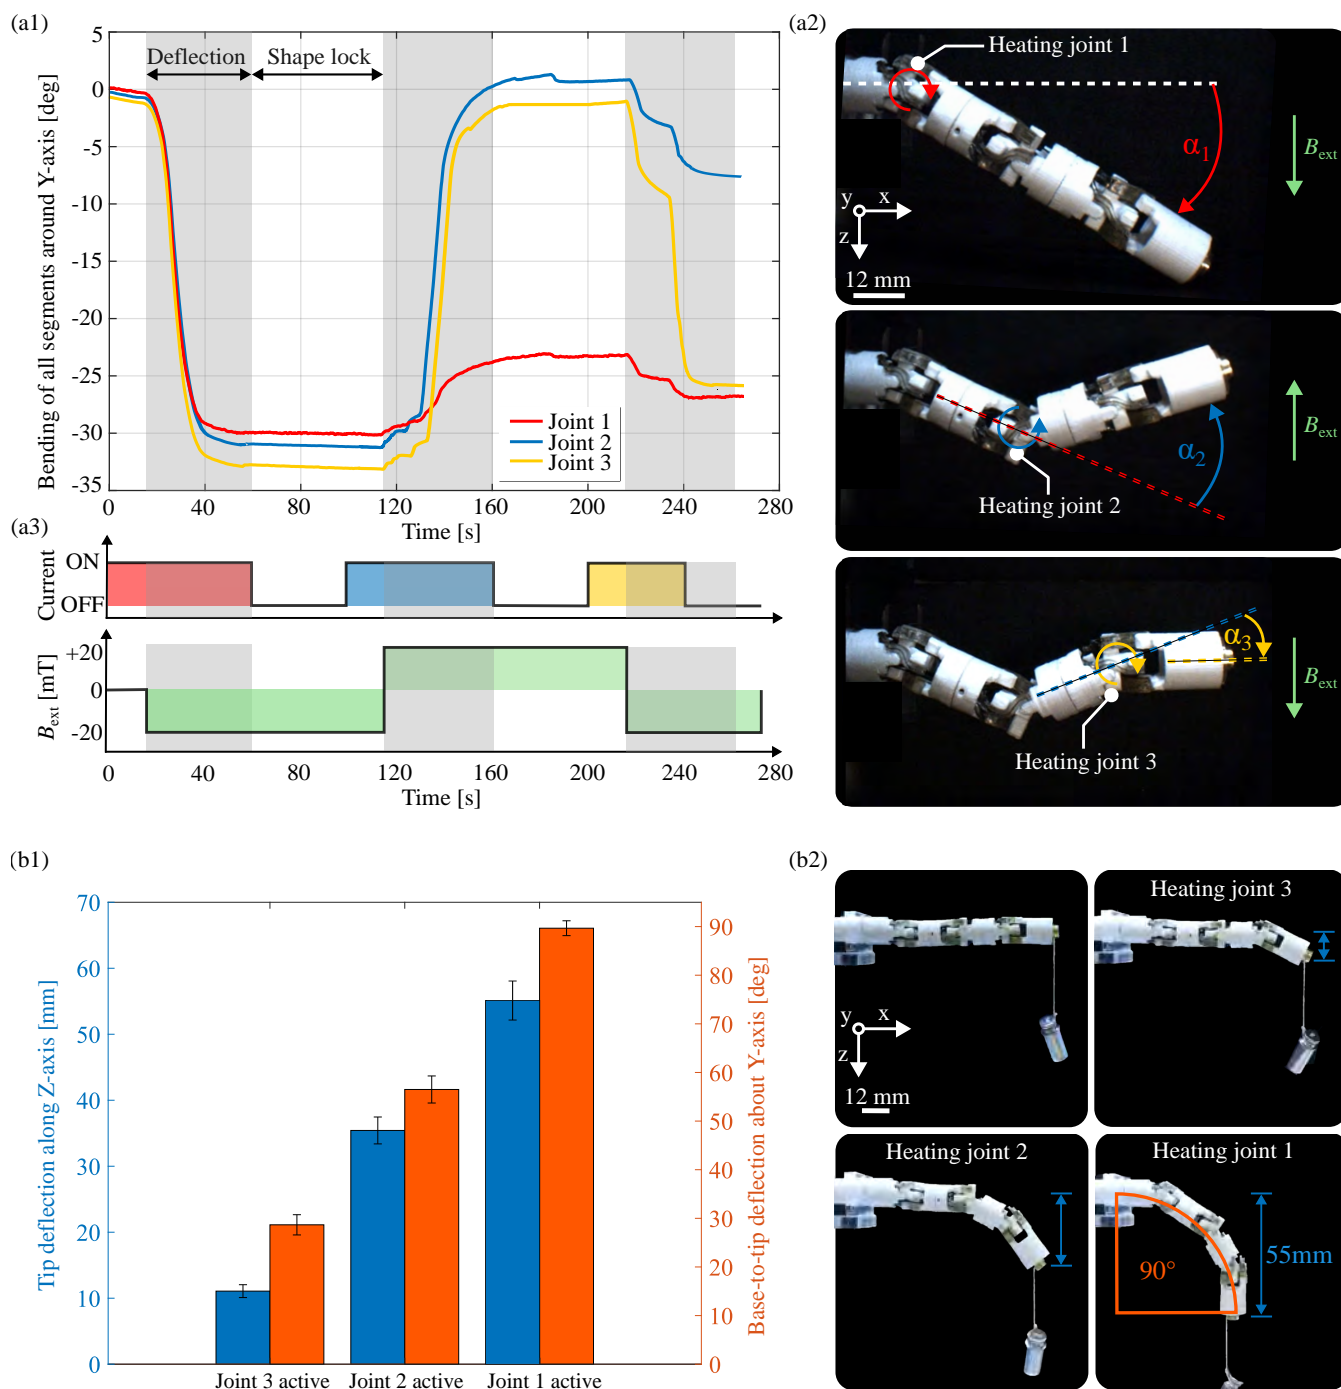 (a1)
Bending of all segments around Y-axis [deg]
5
0
-5
-10
-15
-20
-25
-30
-35
Deflection
Shape lock
Joint 1
Joint 2
Joint 3
0 40 80 120 160 200 240 280
Time [s]
(a3)
Current
ON
OFF
Bext [mT]
+20
0
-20
0 40 80 120 160 200 240 280
Time [s]
(a2)
Heating joint 1
α1
Bext
y x
z
12 mm
Heating joint 2
α2
Bext
Heating joint 3
α3
Bext
(b1)
Tip deflection along Z-axis [mm]
70
60
50
40
30
20
10
0
Base-to-tip deflection about Y-axis [deg]
90
80
70
60
50
40
30
20
10
0
Joint 3 active Joint 2 active Joint 1 active
(b2)
y x
z
12 mm
Heating joint 3
Heating joint 2
Heating joint 1
90°
55mm